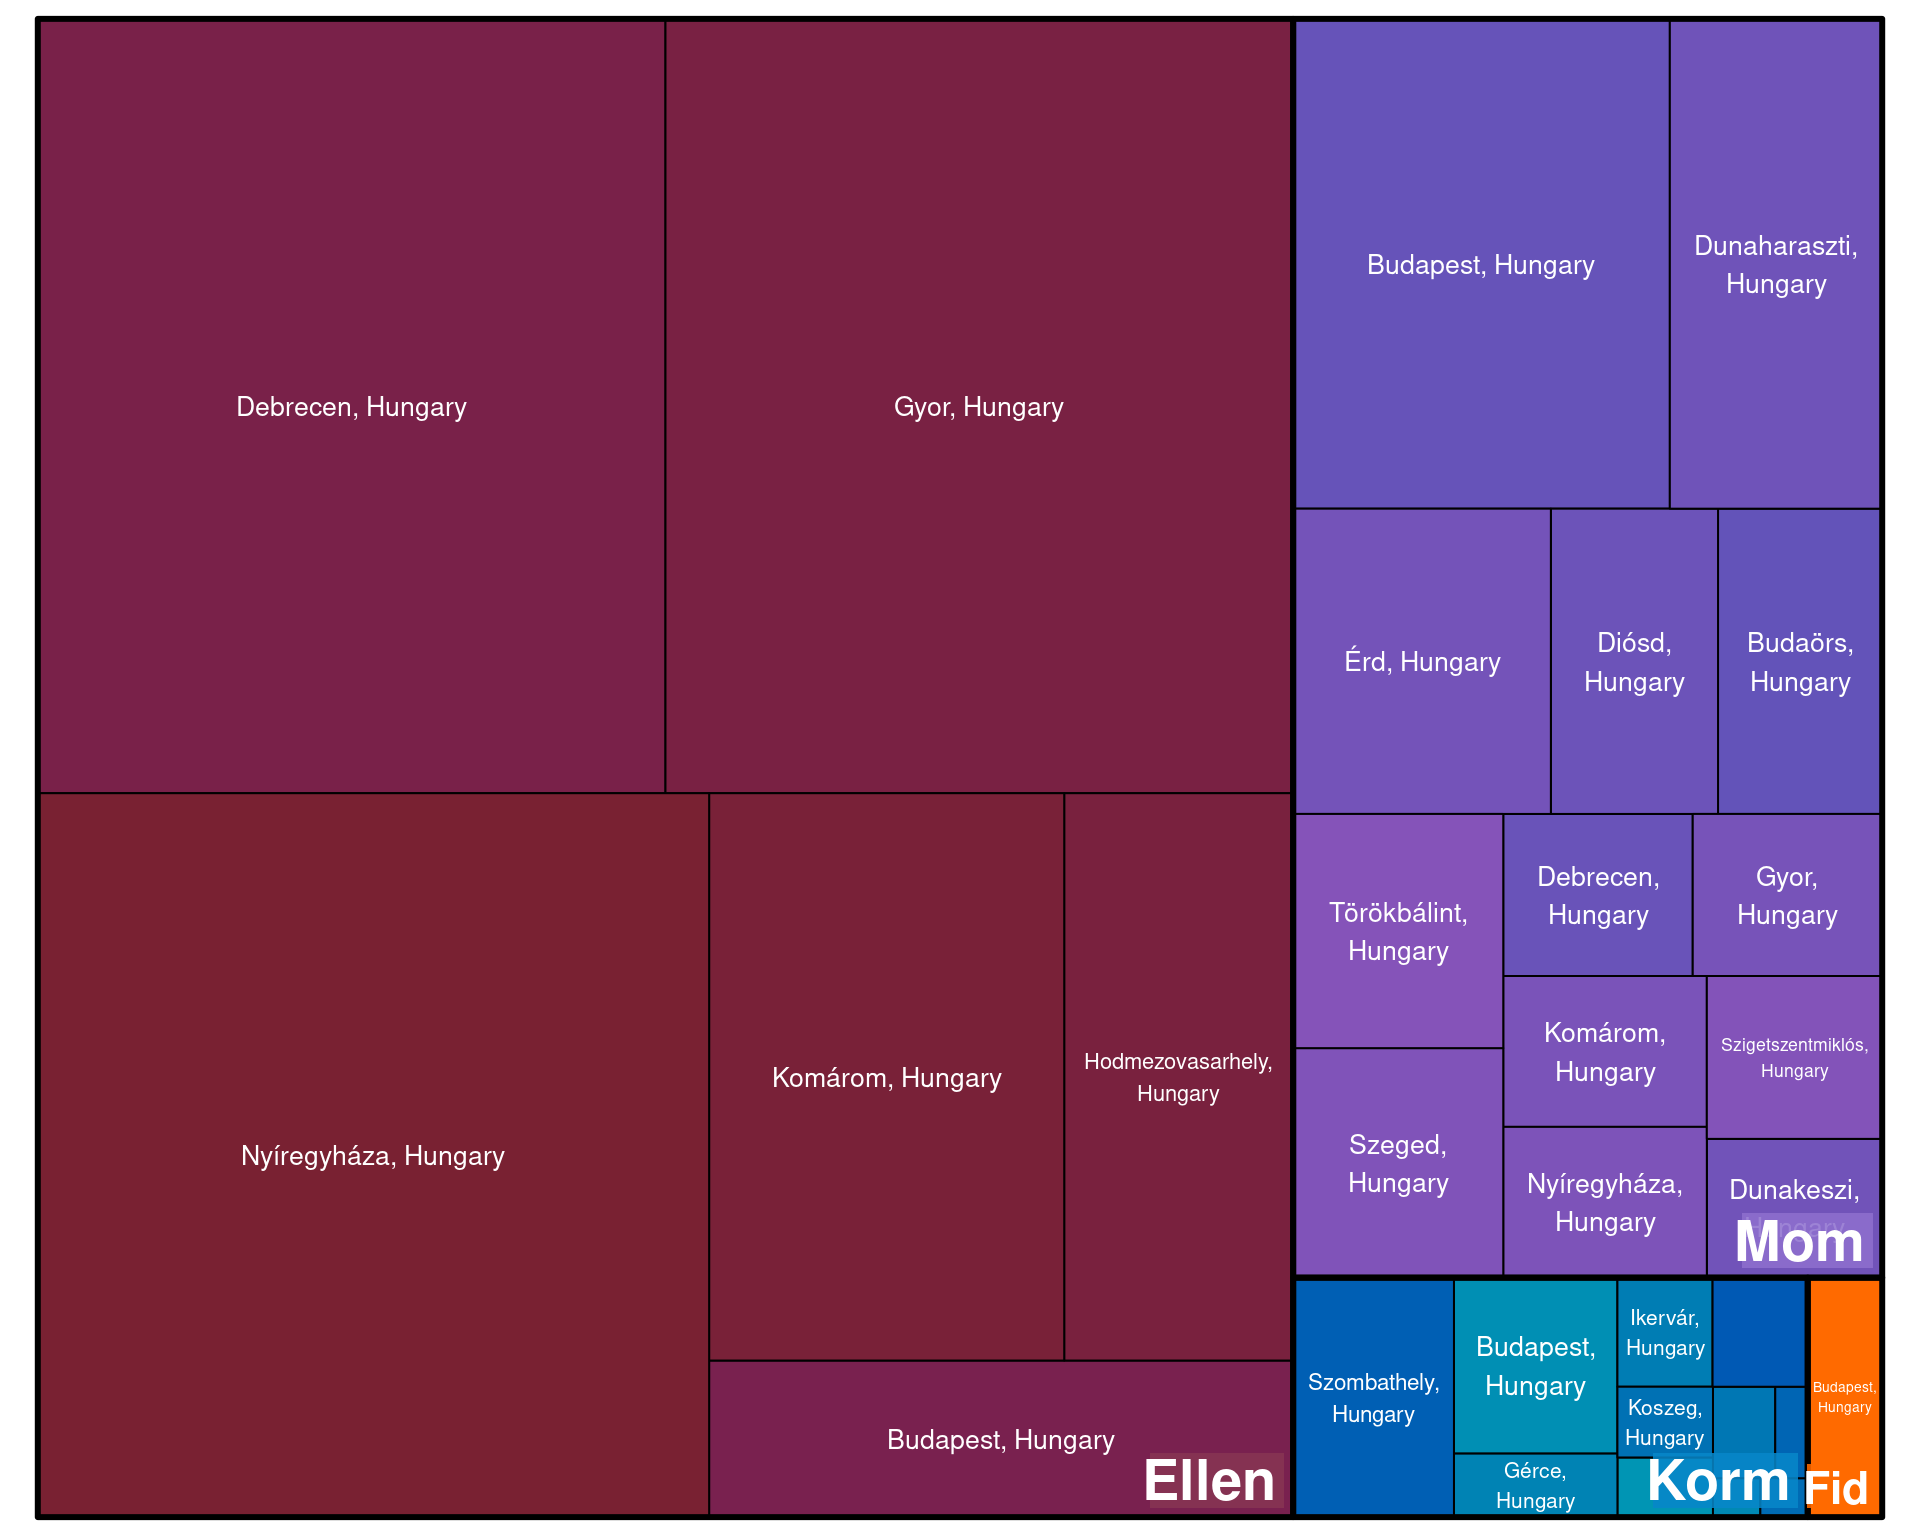 Debrecen, Hungary
Gyor, Hungary
Nyíregyháza, Hungary
Komárom, Hungary
Hodmezovasarhely,
Hungary
Budapest, Hungary
Ellen
Budapest, Hungary
Dunaharaszti,
Hungary
Érd, Hungary
Diósd,
Hungary
Budaörs,
Hungary
Törökbálint,
Hungary
Debrecen,
Hungary
Gyor,
Hungary
Szeged,
Hungary
Komárom,
Hungary
Szigetszentmiklós,
Hungary
Nyíregyháza,
Hungary
Dunakeszi,
Hungary
Mom
Szombathely,
Hungary
Budapest,
Hungary
Gérce,
Hungary
Ikervár,
Hungary
Koszeg,
Hungary
Korm
Budapest,
Hungary
Fid